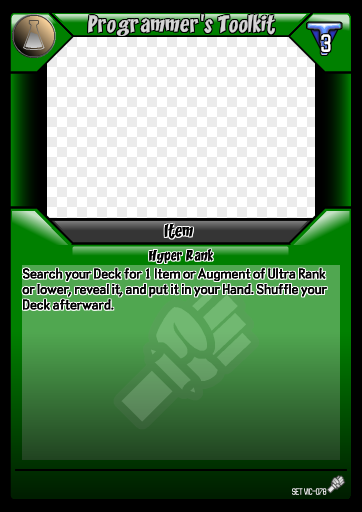 Programmer's Toolkit
3
Item
Hyper Rank
Search your Deck for 1 Item or Augment of Ultra Rank
or lower, reveal it, and put it in your Hand. Shuffle your
Deck afterward.
SET VIC-078